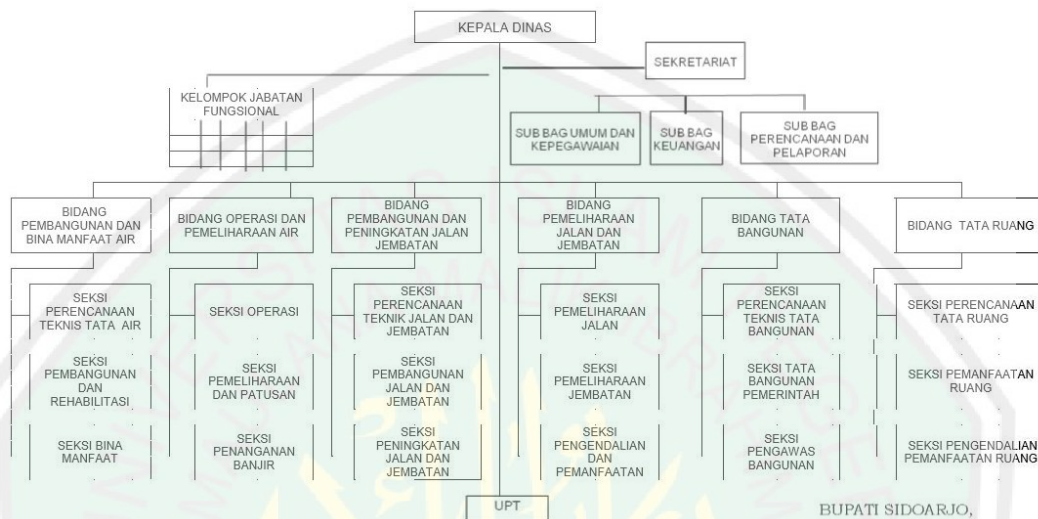 KEPALA DINAS
SEKRETARIAT
KELOMPOK JABATAN
FUNGSIONAL
SUB BAG UMUM DAN
KEPEGAWAIAN
SUB BAG
KEUANGAN
SUB BAG
PERENCANAAN DAN
PELAPORAN
BIDANG
PEMBANGUNAN DAN
BINA MANFAAT AIR
BIDANG OPERASI DAN
PEMELIHARAAN AIR
BIDANG
PEMBANGUNAN DAN
PENINGKATAN JALAN
JEMBATAN
BIDANG
PEMELIHARAAN
JALAN DAN
JEMBATAN
BIDANG TATA
BANGUNAN
BIDANG TATA RUANG
SEKSI
PERENCANAAN
TEKNIS TATA AIR
SEKSI OPERASI
SEKSI
PERENCANAAN
TEKNIK JALAN DAN
JEMBATAN
SEKSI
PEMELIHARAAN
JALAN
SEKSI
PERENCANAAN
TEKNIS TATA
BANGUNAN
SEKSI PERENCANAAN
TATA RUANG
SEKSI
PEMBANGUNAN
DAN
REHABILITASI
SEKSI
PEMELIHARAAN
DAN PATUSAN
SEKSI
PEMBANGUNAN
JALAN DAN
JEMBATAN
SEKSI
PEMELIHARAAN
JEMBATAN
SEKSI TATA
BANGUNAN
PEMERINTAH
SEKSI PEMANFAATAN
RUANG
SEKSI BINA
MANFAAT
SEKSI
PENANGANAN
BANJIR
SEKSI
PENINGKATAN
JALAN DAN
JEMBATAN
SEKSI
PENGENDALIAN
DAN
PEMANFAATAN
SEKSI
PENGAWAS
BANGUNAN
SEKSI PENGENDALIAN
PEMANFAATAN RUANG
UPT
BUPATI SIDOARJO,